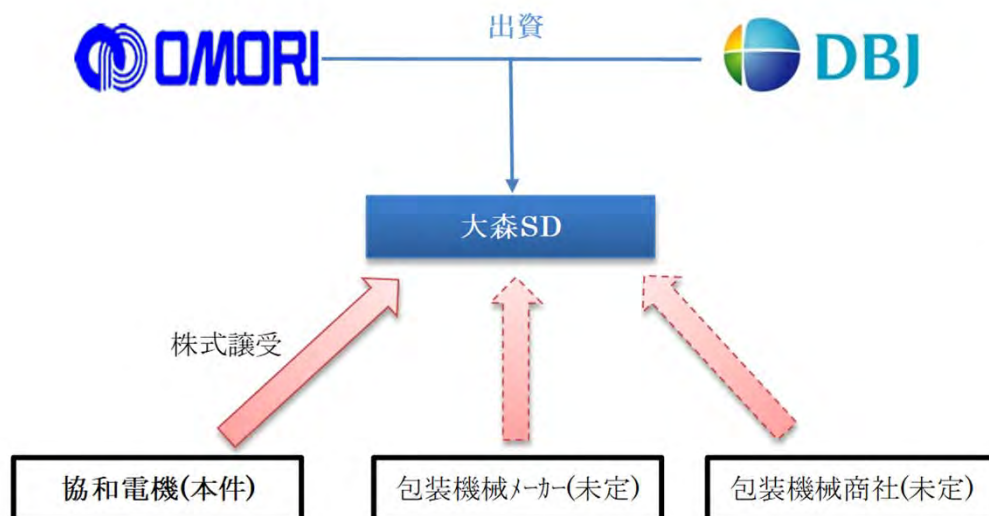 出資
OMORI
DBJ
大森SD
株式譲受
協和電機(本件)
包装機械ﾒｰｶｰ(未定)
包装機械商社(未定)